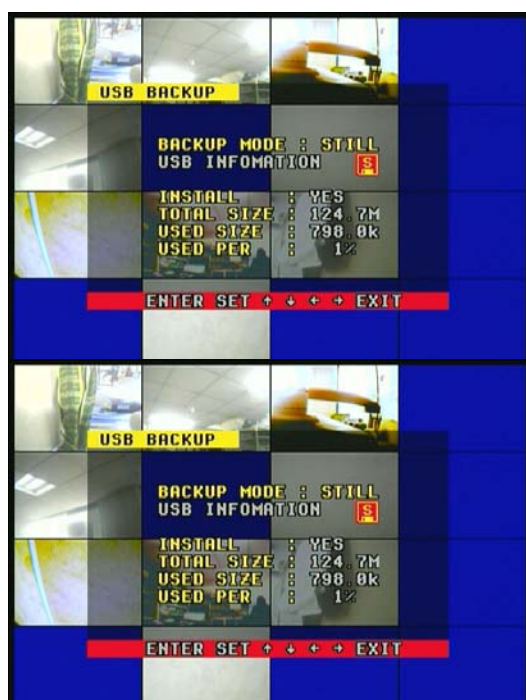 USB BACKUP
BACKUP MODE : STILL
USB INFOMATION S
INSTALL : YES
TOTAL SIZE : 124.7M
USED SIZE : 798.0k
USED PER : 1%
ENTER SET ↑ ↓ ← → EXIT
USB BACKUP
BACKUP MODE : STILL
USB INFOMATION S
INSTALL : YES
TOTAL SIZE : 124.7M
USED SIZE : 798.0k
USED PER : 1%
ENTER SET ↑ ↓ ← → EXIT